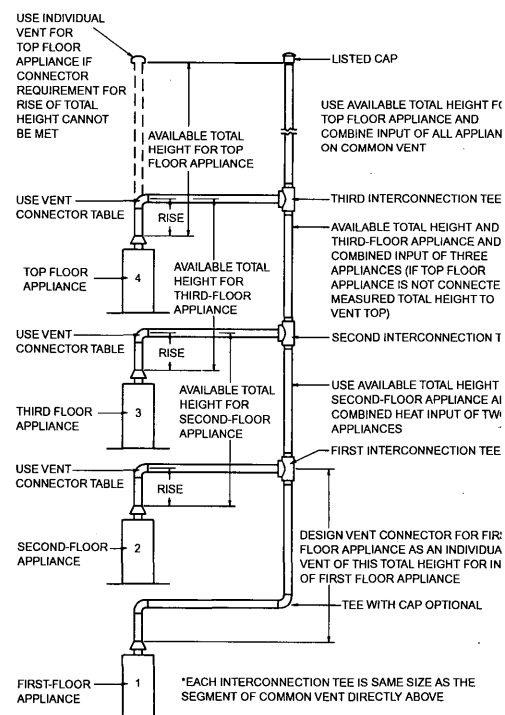 USE INDIVIDUAL
VENT FOR
TOP FLOOR
APPLIANCE IF
CONNECTOR
REQUIREMENT FOR
RISE OF TOTAL
HEIGHT CANNOT
BE MET
LISTED CAP
USE AVAILABLE TOTAL HEIGHT
TOP FLOOR APPLIANCE AND
COMBINE INPUT OF ALL
ON COMMON VENT
AVAILABLE TOTAL
HEIGHT FOR TOP
FLOOR APPLIANCE
USE VENT
CONNECTOR TABLE
RISE
THIRD INTERCONNECTION TEE
AVAILABLE TOTAL HEIGHT AND
THIRD-FLOOR APPLIANCE AND
COMBINED INPUT OF THREE
APPLIANCES (IF TOP FLOOR
APPLIANCE IS NOT CONNECTE
MEASURED TOTAL HEIGHT TO
VENT TOP)
TOP FLOOR
APPLIANCE
4
AVAILABLE TOTAL
HEIGHT FOR
THIRD-FLOOR
APPLIANCE
USE VENT
CONNECTOR TABLE
RISE
SECOND INTERCONNECTION T
THIRD FLOOR
APPLIANCE
3
AVAILABLE TOTAL
HEIGHT FOR
SECOND-FLOOR
APPLIANCE
USE AVAILABLE TOTAL HEIGHT
SECOND-FLOOR APPLIANCE
COMBINED HEAT INPUT OF
APPLIANCES
FIRST INTERCONNECTION TEE
USE VENT
CONNECTOR TABLE
RISE
SECOND-FLOOR
APPLIANCE
2
DESIGN VENT CONNECTOR FOR
FLOOR APPLIANCE AS AN INDIVIDUA
VENT OF THIS TOTAL HEIGHT FOR IN
OF FIRST FLOOR APPLIANCE
TEE WITH CAP OPTIONAL
FIRST-FLOOR
APPLIANCE
1
*EACH INTERCONNECTION TEE IS SAME SIZE AS THE
SEGMENT OF COMMON VENT DIRECTLY ABOVE